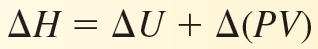 ΔH = ΔU + Δ(PV)